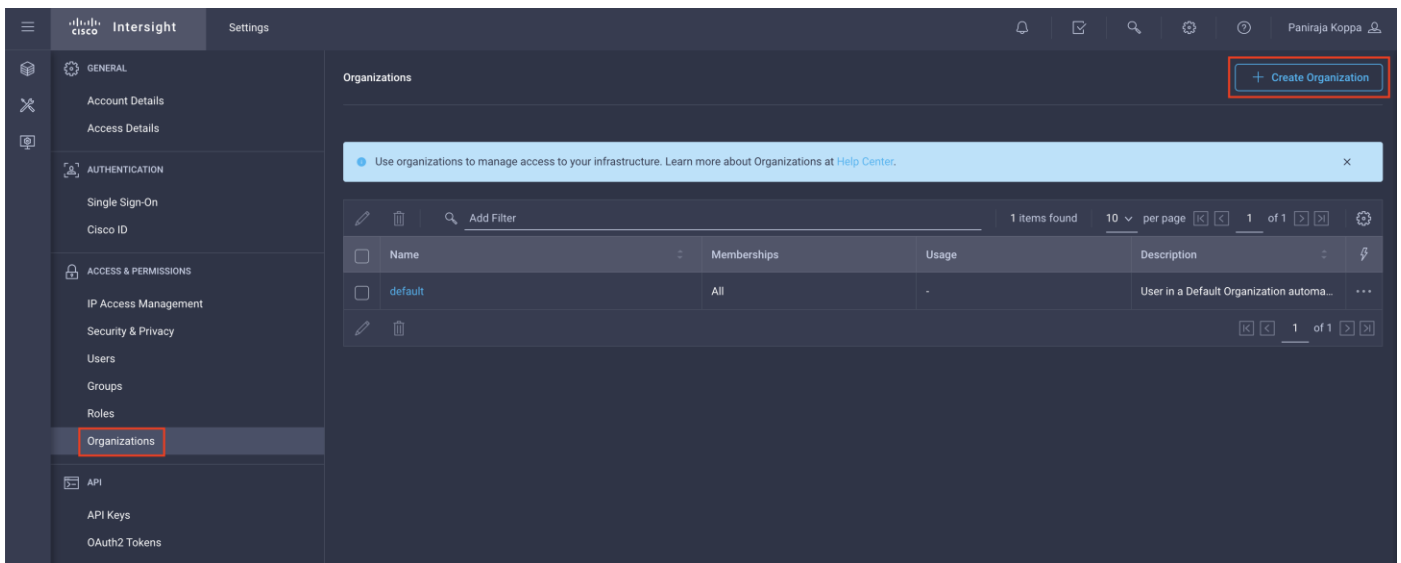 cisco Intersight
Settings
Paniraja Koppa
GENERAL
Account Details
Access Details
AUTHENTICATION
Single Sign-On
Cisco ID
ACCESS & PERMISSIONS
IP Access Management
Security & Privacy
Users
Groups
Roles
Organizations
API
API Keys
OAuth2 Tokens
Organizations
+ Create Organization
Use organizations to manage access to your infrastructure. Learn more about Organizations at Help Center.
Add Filter
1 items found
10 per page
1 of 1
Name Memberships Usage Description
default All - User in a Default Organization automa...
1 of 1